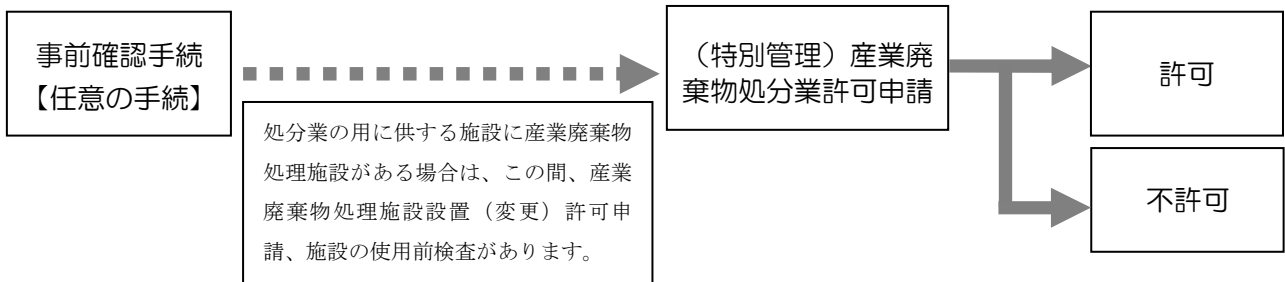 事前確認手続
【任意の手続】
処分業の用に供する施設に産業廃棄物
処理施設がある場合は、この間、産業
廃棄物処理施設設置（変更）許可申
請、施設の使用前検査があります。
（特別管理）産業廃
棄物処分業許可申請
許可
不許可